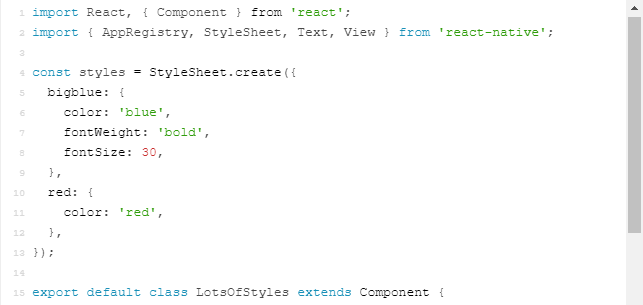 1 import React, { Component } from 'react';
2 import { AppRegistry, StyleSheet, Text, View } from 'react-native';
3
4 const styles = StyleSheet.create({
5   bigblue: {
6     color: 'blue',
7     fontWeight: 'bold',
8     fontSize: 30,
9   },
10   red: {
11     color: 'red',
12   },
13 });
14
15 export default class LotsOfStyles extends Component {